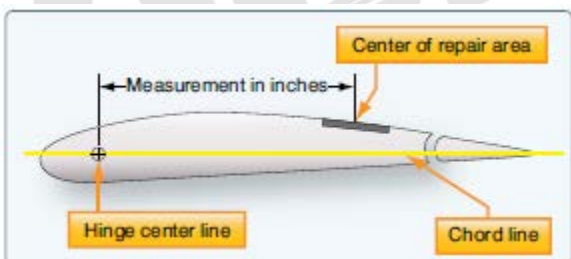 Center of repair area
Measurement in inches
Hinge center line
Chord line